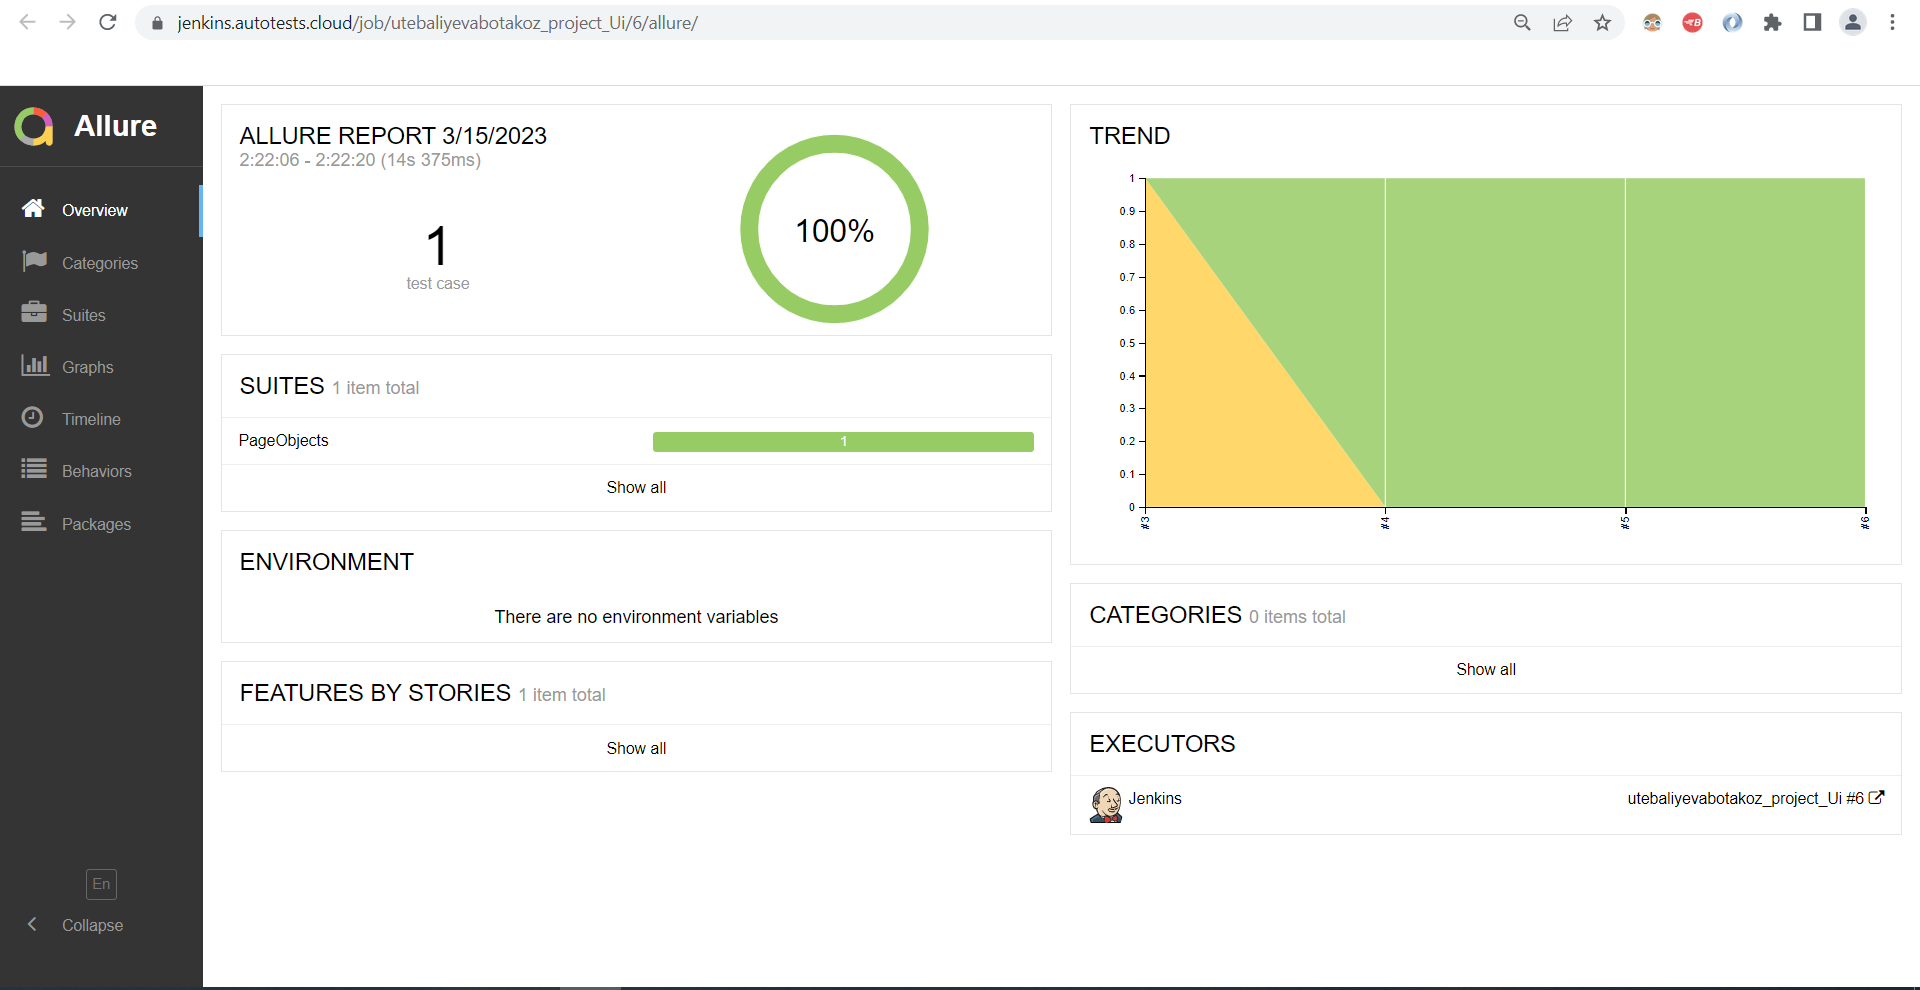 jenkins.autotests.cloud/job/utebaliyevabotakoz_project_Ui/6/allure/
Allure
Overview
Categories
Suites
Graphs
Timeline
Behaviors
Packages
En
Collapse
ALLURE REPORT 3/15/2023
2:22:06 - 2:22:20 (14s 375ms)
1
test case
100%
SUITES 1 item total
PageObjects 1
Show all
ENVIRONMENT
There are no environment variables
FEATURES BY STORIES 1 item total
Show all
TREND
1
0.9
0.8
0.7
0.6
0.5
0.4
0.3
0.2
0.1
0
#3 #4 #5 #6
CATEGORIES 0 items total
Show all
EXECUTORS
Jenkins utebaliyevabotakoz_project_Ui #6